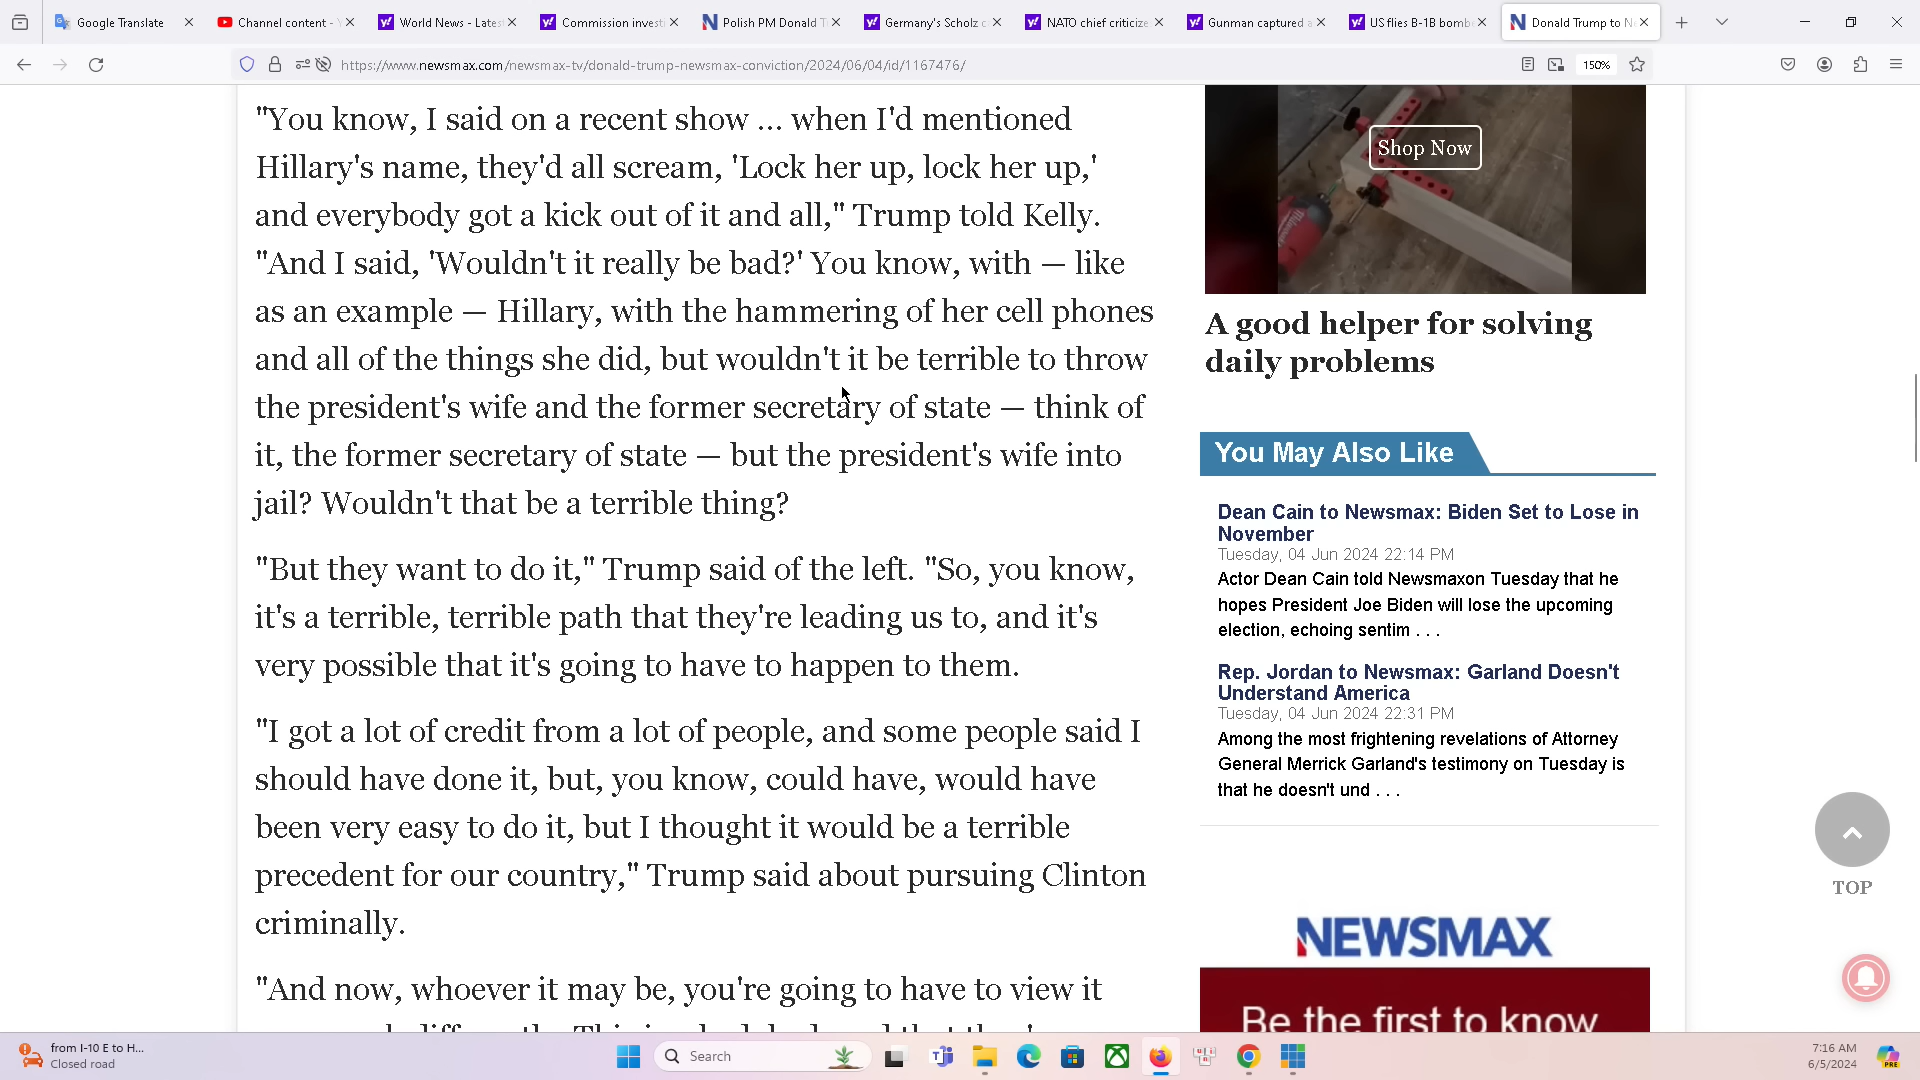 Google Translate
Channel content - Y
World News - Lates
Commission invest
Polish PM Donald T
Germany's Scholz c
NATO chief criticize
Gunman captured a
US flies B-1B bombe
Donald Trump to N
https://www.newsmax.com/newsmax-tv/donald-trump-newsmax-conviction/2024/06/04/id/1167476/
150%
"You know, I said on a recent show ... when I'd mentioned
Hillary's name, they'd all scream, 'Lock her up, lock her up,'
and everybody got a kick out of it and all," Trump told Kelly.
"And I said, 'Wouldn't it really be bad?' You know, with — like
as an example — Hillary, with the hammering of her cell phones
and all of the things she did, but wouldn't it be terrible to throw
the president's wife and the former secretary of state — think of
it, the former secretary of state — but the president's wife into
jail? Wouldn't that be a terrible thing?
"But they want to do it," Trump said of the left. "So, you know,
it's a terrible, terrible path that they're leading us to, and it's
very possible that it's going to have to happen to them.
"I got a lot of credit from a lot of people, and some people said I
should have done it, but, you know, could have, would have
been very easy to do it, but I thought it would be a terrible
precedent for our country," Trump said about pursuing Clinton
criminally.
"And now, whoever it may be, you're going to have to view it
Shop Now
A good helper for solving
daily problems
You May Also Like
Dean Cain to Newsmax: Biden Set to Lose in
November
Tuesday, 04 Jun 2024 22:14 PM
Actor Dean Cain told Newsmaxon Tuesday that he
hopes President Joe Biden will lose the upcoming
election, echoing sentim . . .
Rep. Jordan to Newsmax: Garland Doesn't
Understand America
Tuesday, 04 Jun 2024 22:31 PM
Among the most frightening revelations of Attorney
General Merrick Garland's testimony on Tuesday is
that he doesn't und . . .
TOP
NEWSMAX
Be the first to know
from I-10 E to H...
Closed road
Search
7:16 AM
6/5/2024